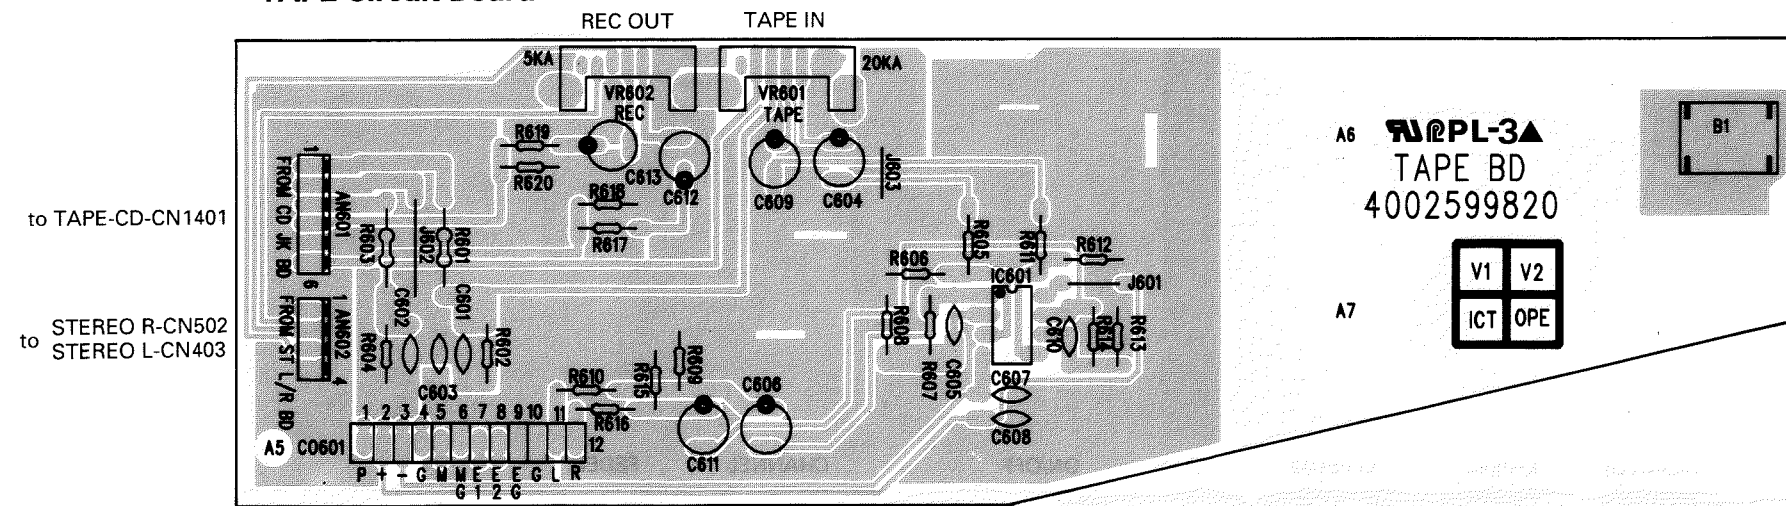 REC OUT
TAPE IN
5KA
VR602
REC
VR601
TAPE
20KA
R619
R620
C613
C612
R618
R617
C609
C604
J603
1
FROM CD JK BD
6
AN601
to TAPE-CD-CN1401
R603
J602
R601
R605
R611
R612
R606
IC601
J601
to STEREO R-CN502
STEREO L-CN403
1
FROM ST L/R BD
4
AN502
C602
C601
R604
R602
C603
R608
R607
C605
C610
R614
R613
C607
C608
R610
R615
R609
C606
R616
C611
A5
CO601
1 2 3 4 5 6 7 8 9 10 11 12
P + - G M M E E E G L R
G 1 2 G
A6
PL-3
TAPE BD
4002599820
A7
V1 V2
ICT OPE
B1